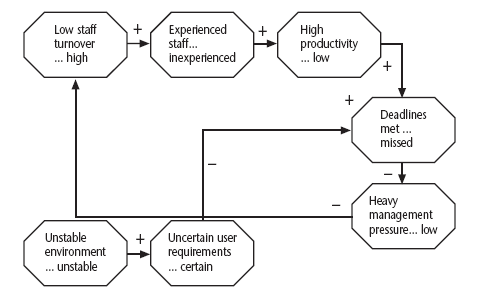 Low staff
turnover
... high
+
Experienced
staff...
inexperienced
+
High
productivity
... low
+
+
Deadlines
met ...
missed
–
–
–
Heavy
management
pressure... low
Unstable
environment
... unstable
+
Uncertain user
requirements
... certain